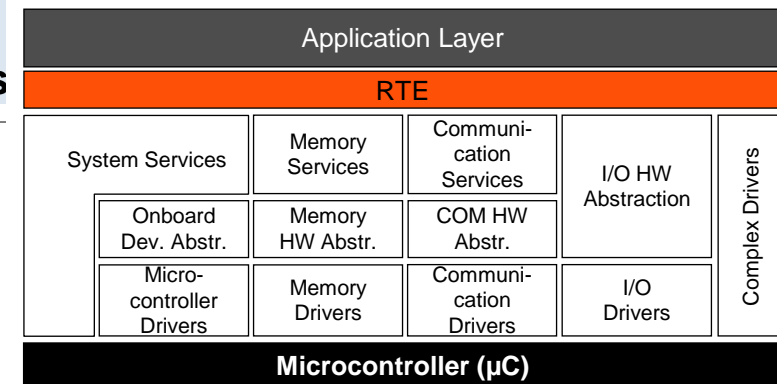 Application Layer
s
RTE
System Services
Memory
Services
Communi-
cation
Services
I/O HW
Abstraction
Complex Drivers
Onboard
Dev. Abstr.
Memory
HW Abstr.
COM HW
Abstr.
Micro-
controller
Drivers
Memory
Drivers
Communi-
cation
Drivers
I/O
Drivers
Microcontroller (µC)